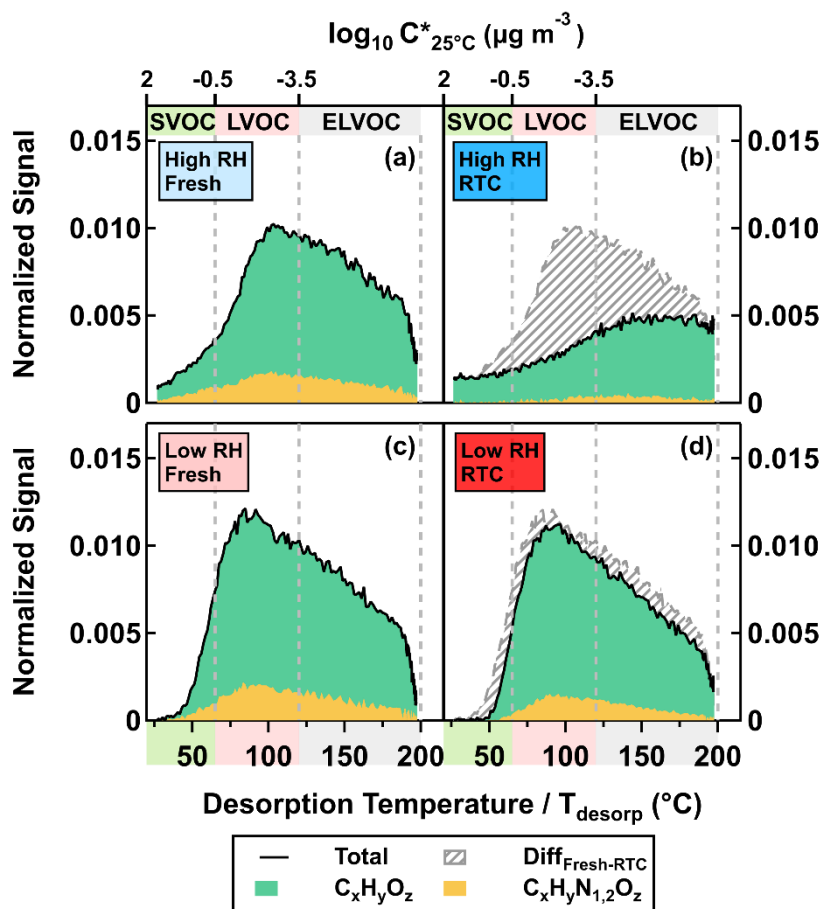 log10 C*25°C (µg m-3)
2 -0.5 -3.5 2 -0.5 -3.5
SVOC LVOC ELVOC SVOC LVOC ELVOC
0.015 0.015
High RH Fresh (a) High RH RTC (b)
0.010 0.010
Normalized Signal
0.005 0.005
0 0
0.015 0.015
Low RH Fresh (c) Low RH RTC (d)
0.010 0.010
Normalized Signal
0.005 0.005
0 0
50 100 150 200 50 100 150 200
Desorption Temperature / Tdesorp (°C)
Total DiffFresh-RTC
CxHyOz CxHyN1,2Oz